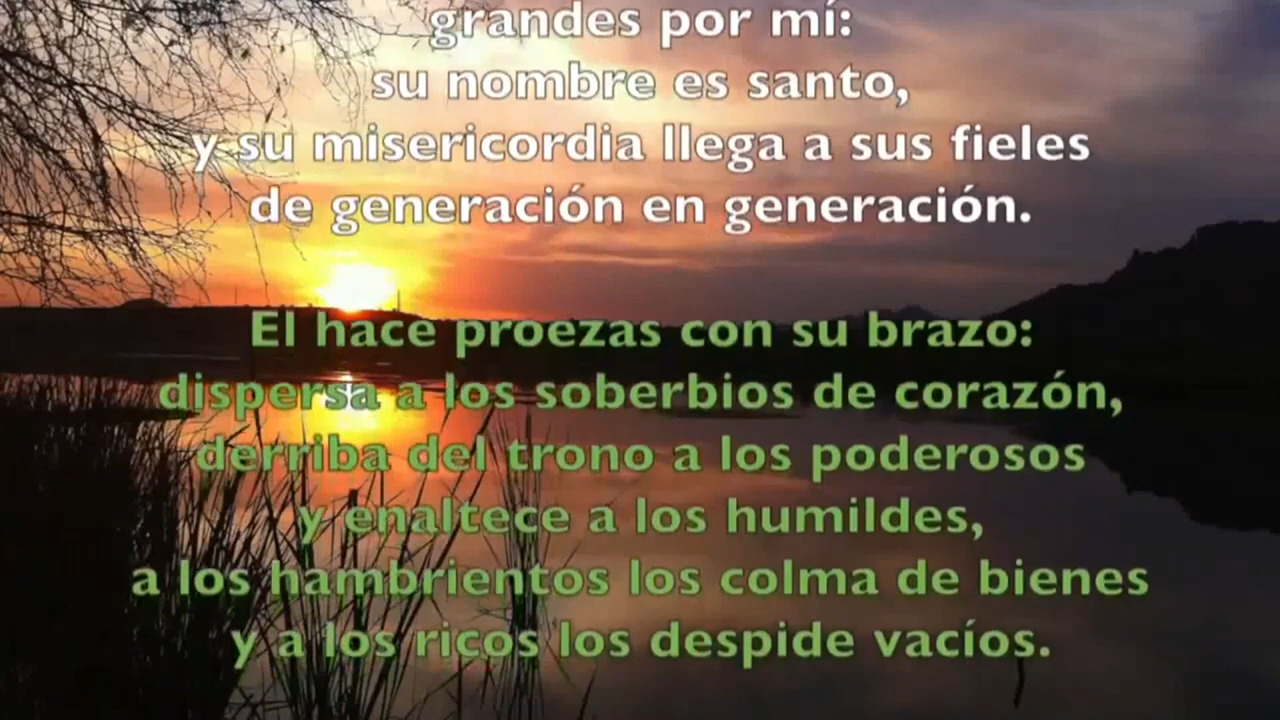 grandes por mí:
su nombre es santo,
y su misericordia llega a sus fieles
de generación en generación.
El hace proezas con su brazo:
dispersa a los soberbios de corazón,
derriba del trono a los poderosos
y enaltece a los humildes,
a los hambrientos los colma de bienes
y a los ricos los despide vacíos.